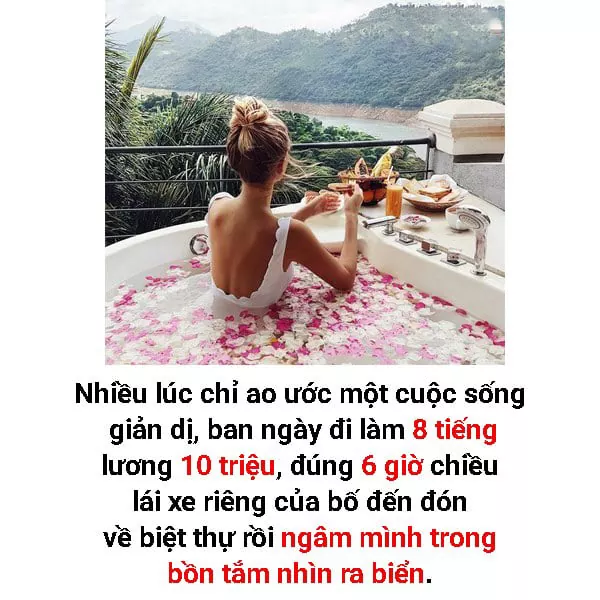 Nhiều lúc chỉ ao ước một cuộc sống
giản dị, ban ngày đi làm 8 tiếng
lương 10 triệu, đúng 6 giờ chiều
lái xe riêng của bố đến đón
về biệt thự rồi ngâm mình trong
bồn tắm nhìn ra biển.